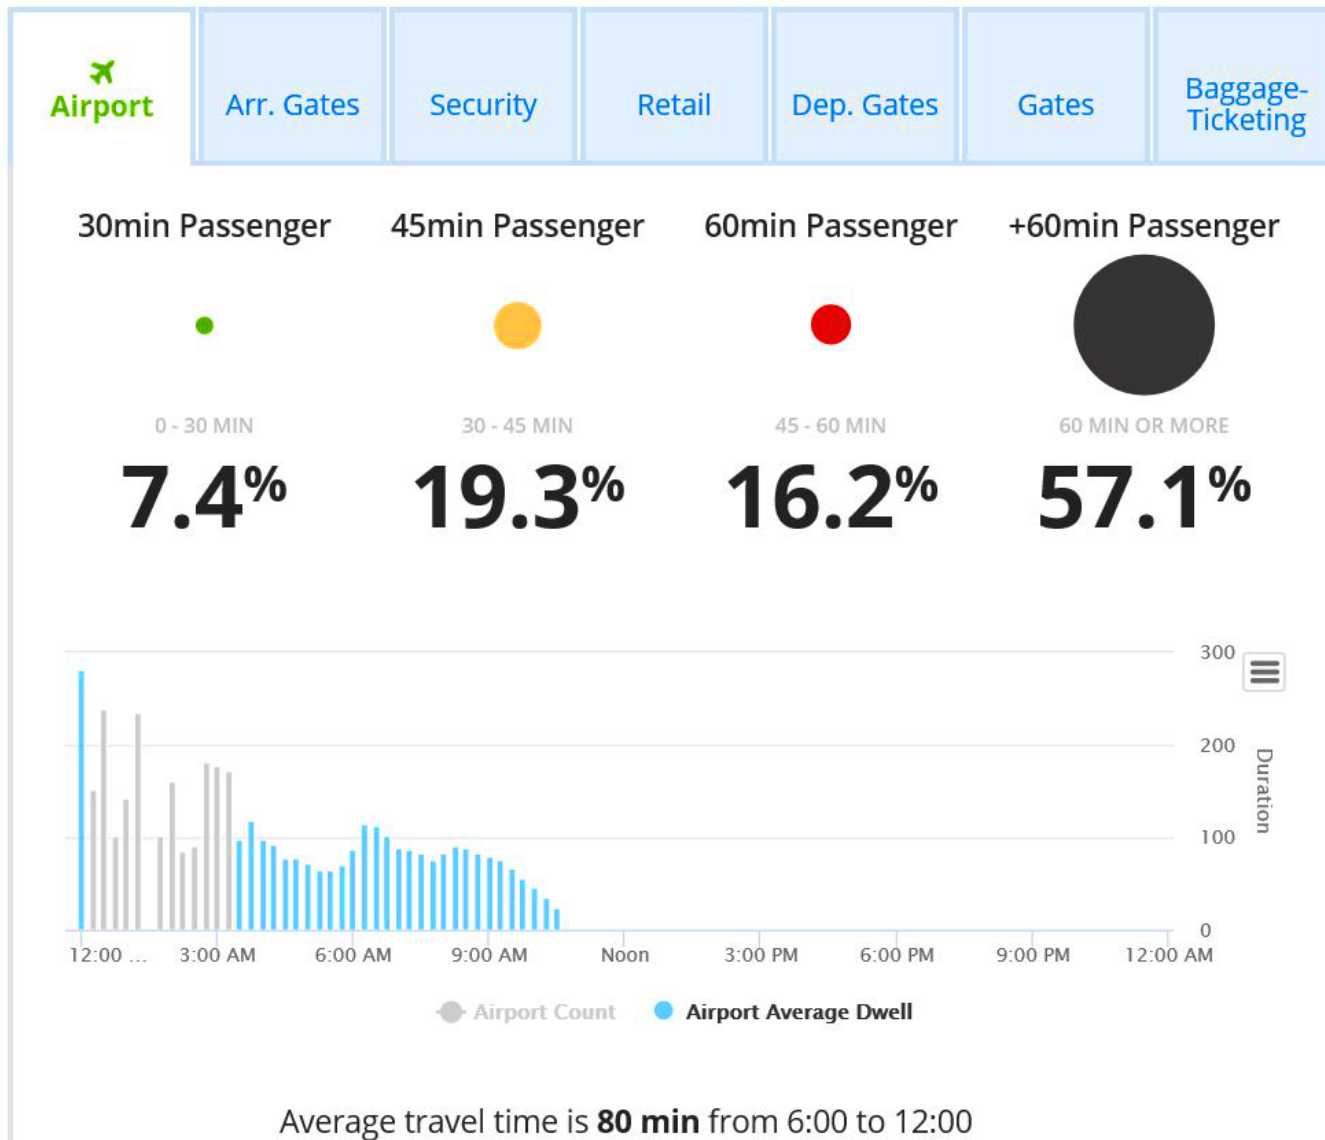 Airport
Arr. Gates
Security
Retail
Dep. Gates
Gates
Baggage-
Ticketing
30min Passenger
45min Passenger
60min Passenger
+60min Passenger
0 - 30 MIN
30 - 45 MIN
45 - 60 MIN
60 MIN OR MORE
7.4%
19.3%
16.2%
57.1%
300
200
100
0
Duration
12:00 ...
3:00 AM
6:00 AM
9:00 AM
Noon
3:00 PM
6:00 PM
9:00 PM
12:00 AM
Airport Count
Airport Average Dwell
Average travel time is 80 min from 6:00 to 12:00